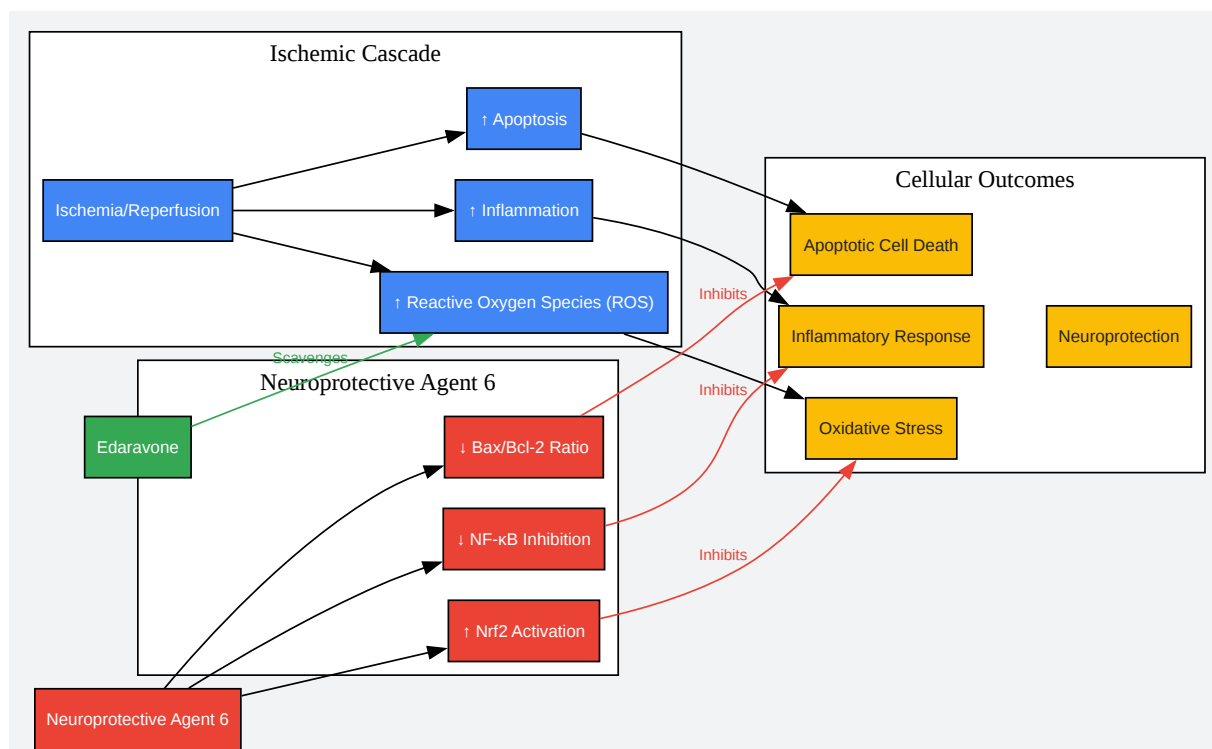 Ischemic Cascade
↑ Apoptosis
Ischemia/Reperfusion
↑ Inflammation
↑ Reactive Oxygen Species (ROS)
Cellular Outcomes
Apoptotic Cell Death
Inflammatory Response
Neuroprotection
Oxidative Stress
Inhibits
Inhibits
Inhibits
Scavenges
Neuroprotective Agent 6
Edaravone
↓ Bax/Bcl-2 Ratio
↓ NF-κB Inhibition
↑ Nrf2 Activation
Neuroprotective Agent 6